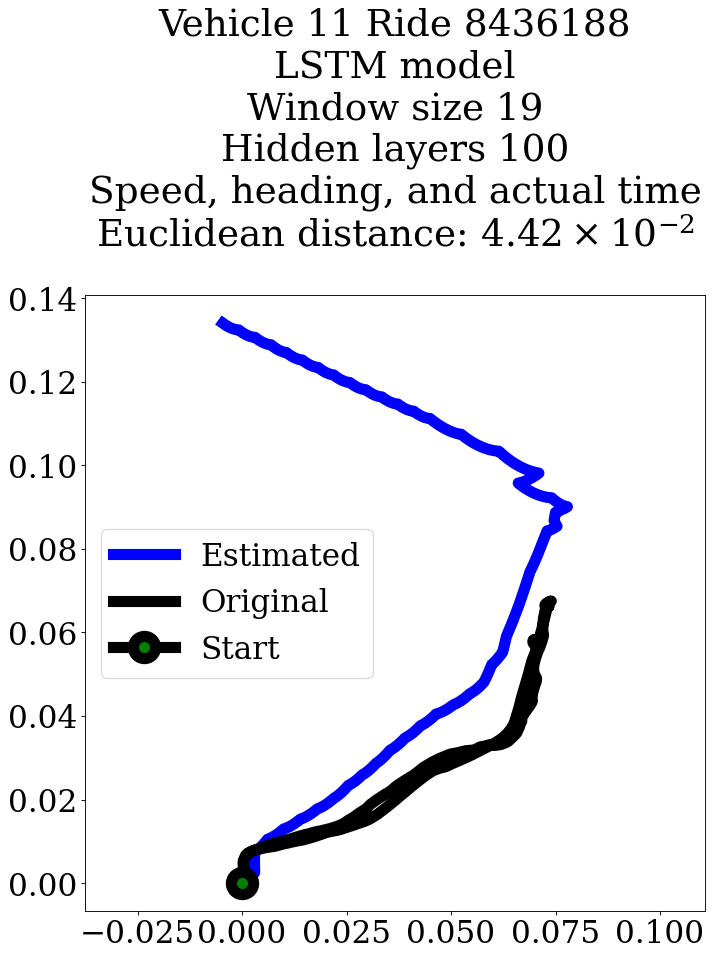 Vehicle 11 Ride 8436188
LSTM model
Window size 19
Hidden layers 100
Speed, heading, and actual time
Euclidean distance: 4.42 × 10⁻²
0.14
0.12
0.10
0.08
0.06
0.04
0.02
0.00
Estimated
Original
Start
−0.025 0.000 0.025 0.050 0.075 0.100